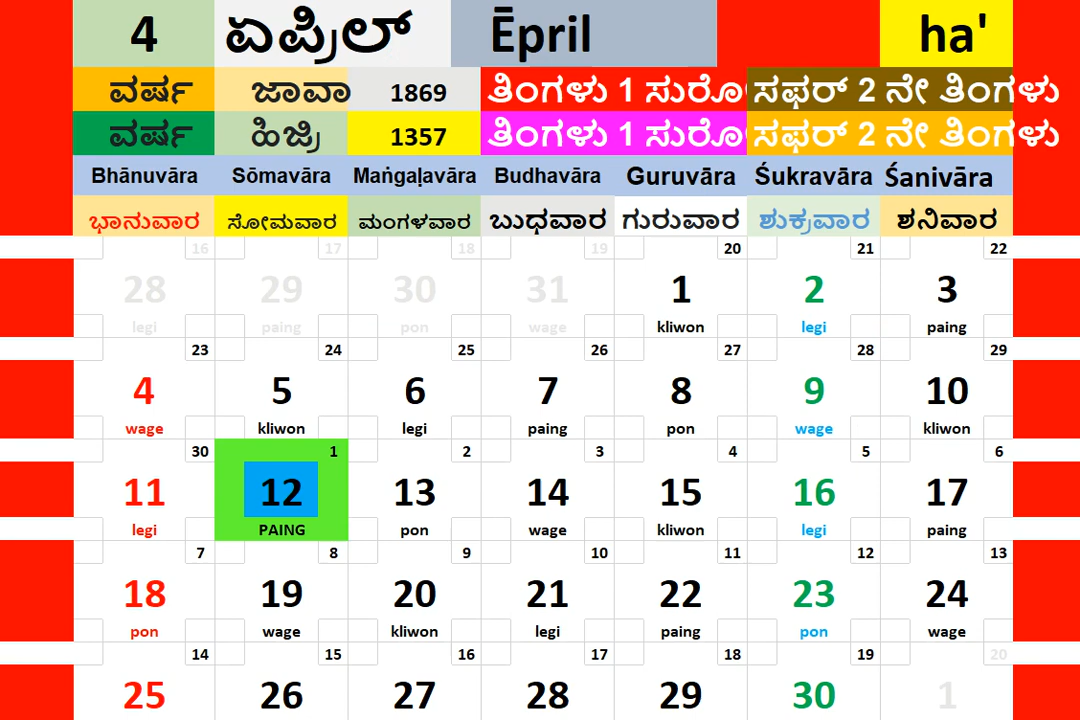 4 ಏಪ್ರಿಲ್ Ēpril ha'
ವರ್ಷ ಜಾವಾ 1869 ತಿಂಗಳು 1 ಸುರೋ ಸಫರ್ 2 ನೇ ತಿಂಗಳು
ವರ್ಷ ಹಿಜ್ರಿ 1357 ತಿಂಗಳು 1 ಸುರೋ ಸಫರ್ 2 ನೇ ತಿಂಗಳು
Bhānuvāra Sōmavāra Maṅgaḷavāra Budhavāra Guruvāra Śukravāra Śanivāra
ಭಾನುವಾರ ಸೋಮವಾರ ಮಂಗಳವಾರ ಬುಧವಾರ ಗುರುವಾರ ಶುಕ್ರವಾರ ಶನಿವಾರ
16 17 18 19 20 21 22
28 29 30 31 1 2 3
legi paing pon wage kliwon legi paing
23 24 25 26 27 28 29
4 5 6 7 8 9 10
wage kliwon legi paing pon wage kliwon
30 1 2 3 4 5 6
11 12 13 14 15 16 17
legi PAING pon wage kliwon legi paing
7 8 9 10 11 12 13
18 19 20 21 22 23 24
pon wage kliwon legi paing pon wage
14 15 16 17 18 19 20
25 26 27 28 29 30 1